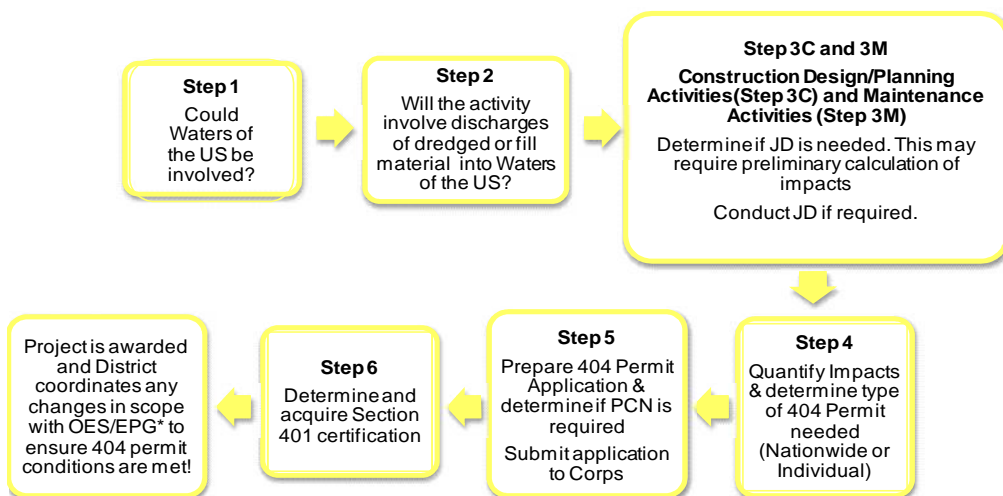 Step 1
Could
Waters of
the US be
involved?
Step 2
Will the activity
involve discharges
of dredged or fill
material into Waters
of the US?
Step 3C and 3M
Construction Design/Planning
Activities(Step 3C) and Maintenance
Activities (Step 3M)
Determine if JD is needed. This may
require preliminary calculation of
impacts
Conduct JD if required.
Step 4
Quantify Impacts
& determine type
of 404 Permit
needed
(Nationwide or
Individual)
Step 5
Prepare 404 Permit
Application &
determine if PCN is
required
Submit application
to Corps
Step 6
Determine and
acquire Section
401 certification
Project is awarded
and District
coordinates any
changes in scope
with OES/EPG* to
ensure 404 permit
conditions are met!